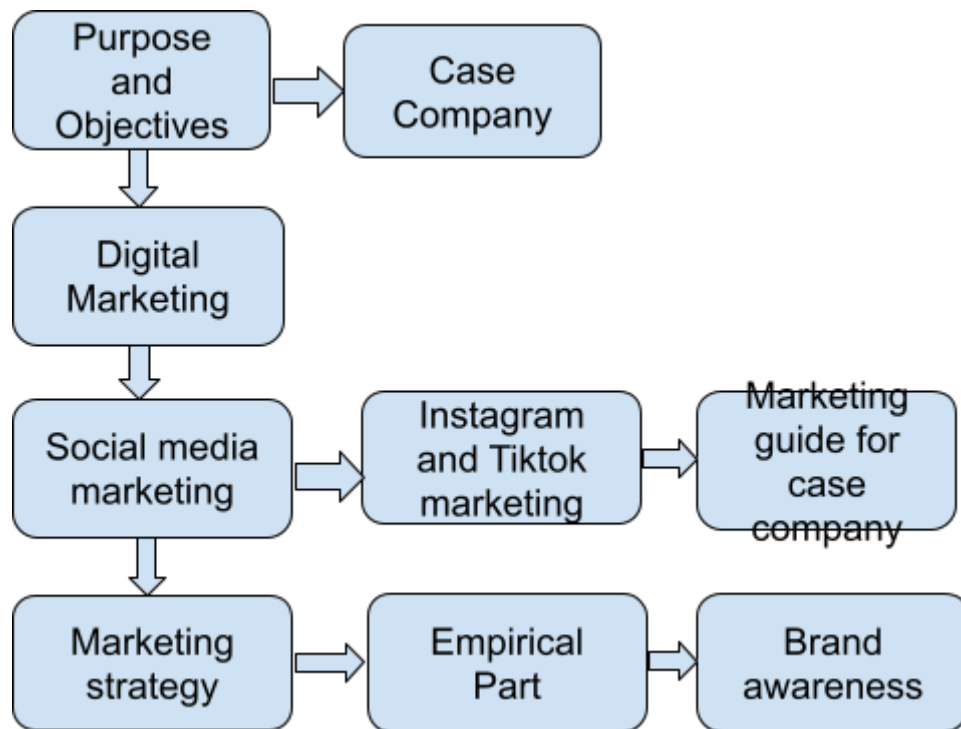 Purpose
and
Objectives
Case
Company
Digital
Marketing
Social media
marketing
Instagram
and Tiktok
marketing
Marketing
guide for
case
company
Marketing
strategy
Empirical
Part
Brand
awareness